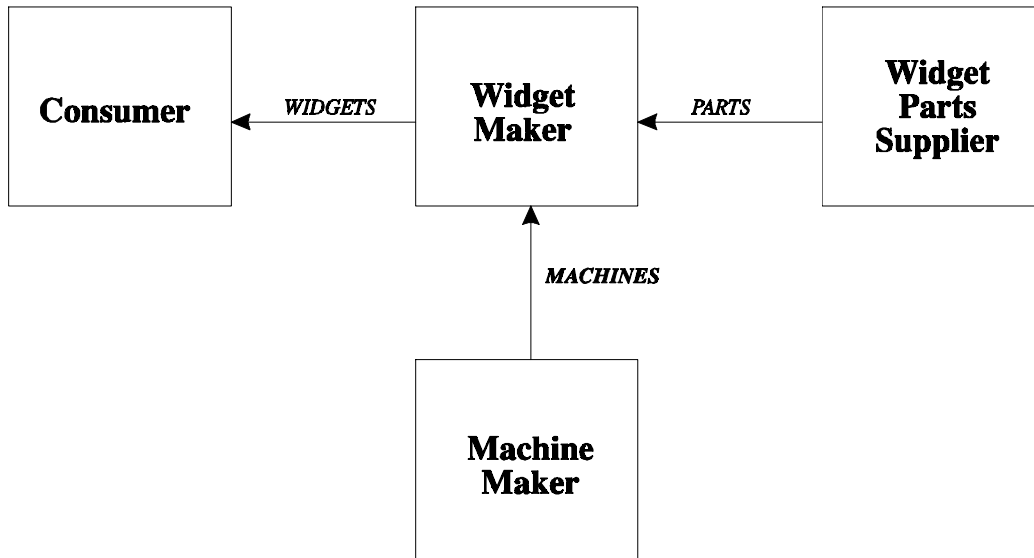 Consumer
WIDGETS
Widget
Maker
PARTS
Widget
Parts
Supplier
MACHINES
Machine
Maker